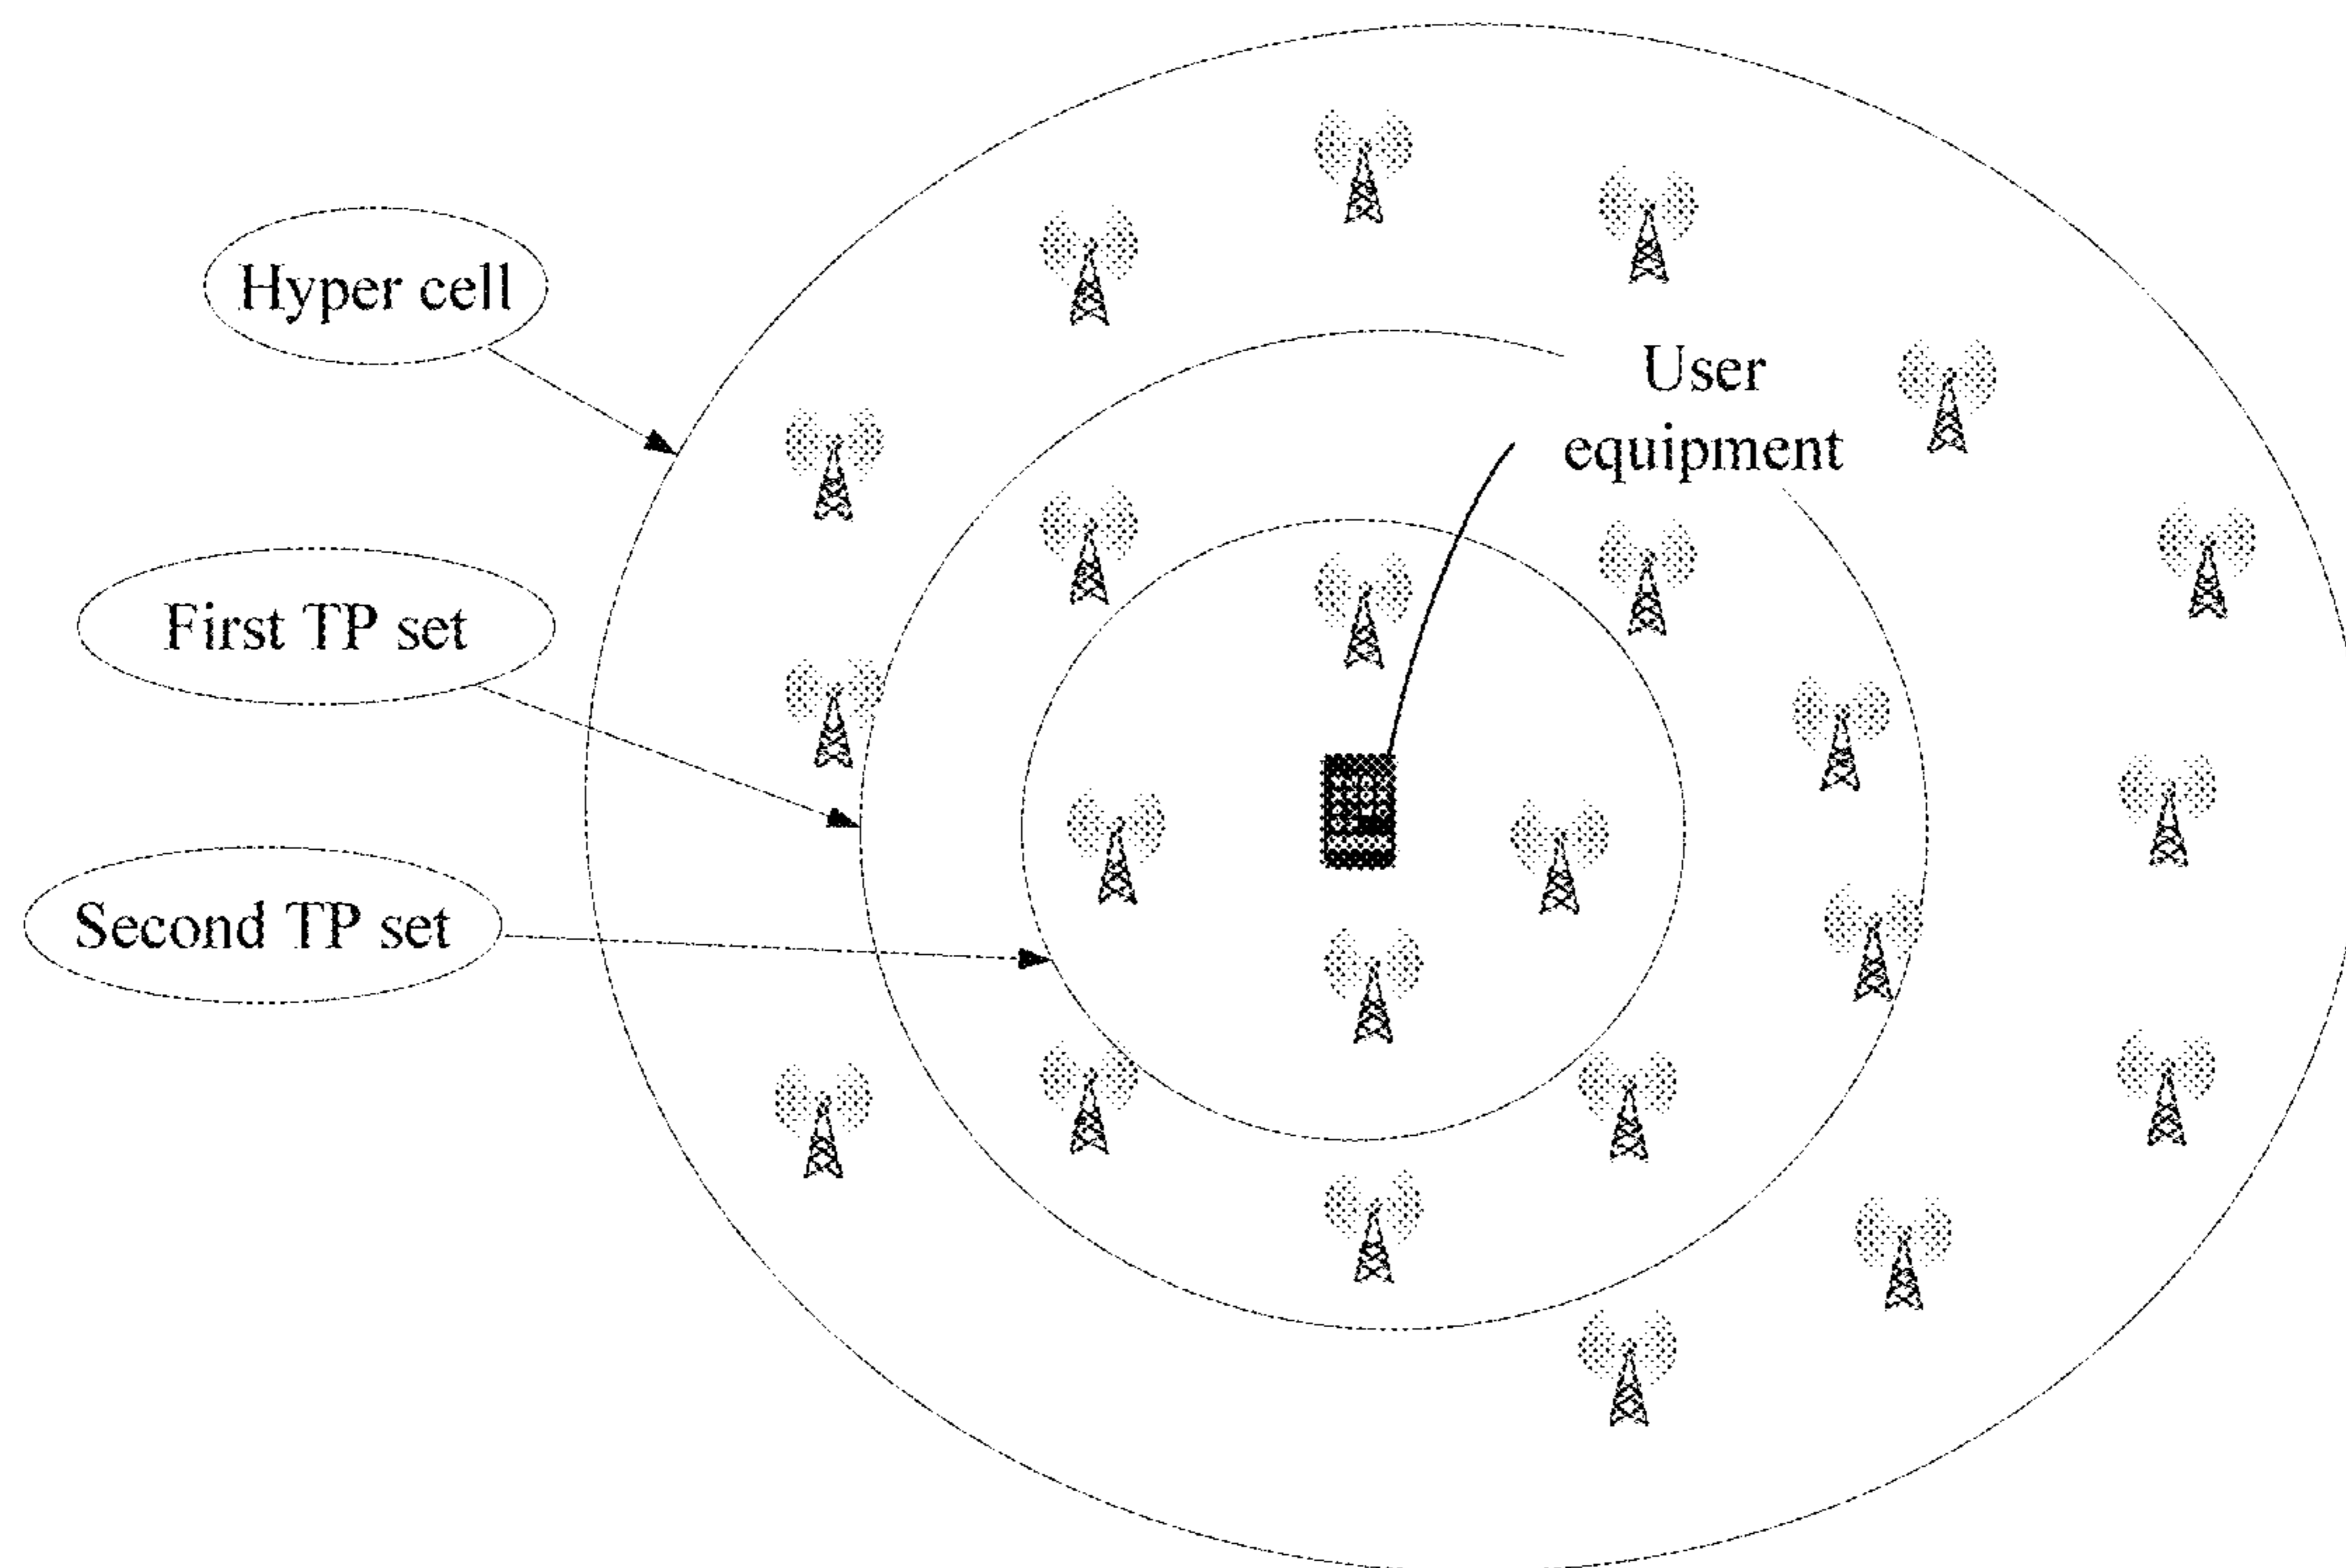 Hyper cell
User
equipment
First TP set
Second TP set